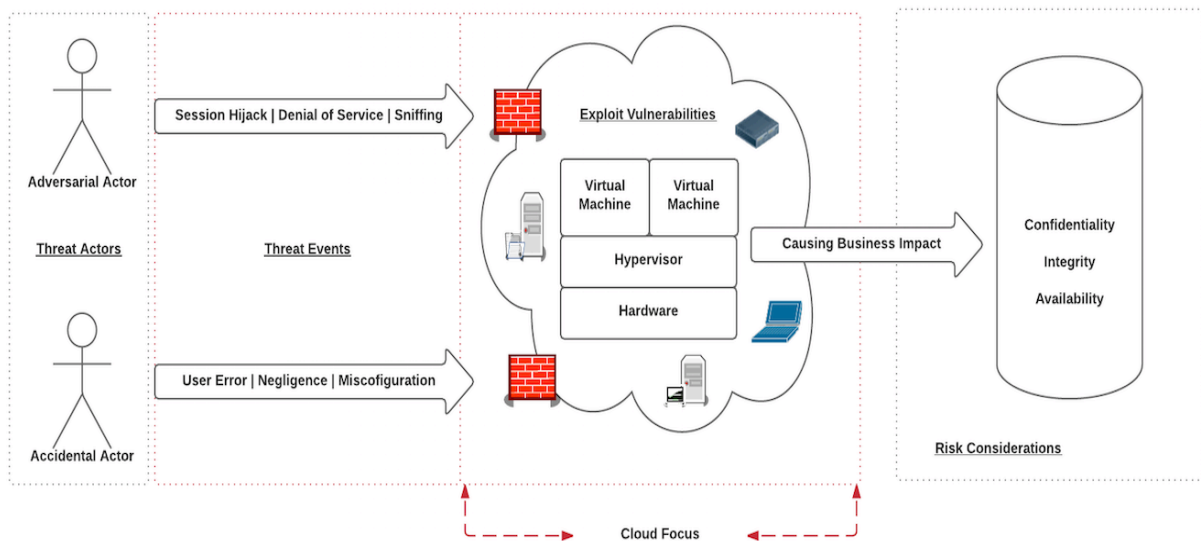 Session Hijack | Denial of Service | Sniffing
Exploit Vulnerabilities
Adversarial Actor
Virtual
Machine
Virtual
Machine
Threat Actors
Threat Events
Hypervisor
Hardware
Causing Business Impact
Confidentiality
Integrity
Availability
User Error | Negligence | Miscofiguration
Accidental Actor
Risk Considerations
Cloud Focus